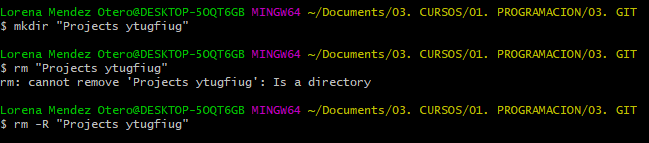 Lorena Mendez Otero@DESKTOP-5OQT6GB MINGW64 ~/Documents/03. CURSOS/01. PROGRAMACION/03. GIT
$ mkdir "Projects ytugfiug"
Lorena Mendez Otero@DESKTOP-5OQT6GB MINGW64 ~/Documents/03. CURSOS/01. PROGRAMACION/03. GIT
$ rm "Projects ytugfiug"
rm: cannot remove 'Projects ytugfiug': Is a directory
Lorena Mendez Otero@DESKTOP-5OQT6GB MINGW64 ~/Documents/03. CURSOS/01. PROGRAMACION/03. GIT
$ rm -R "Projects ytugfiug"